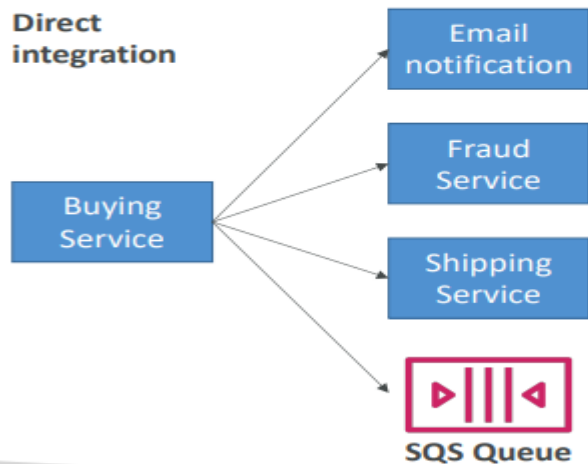 Direct
integration
Email
notification
Fraud
Service
Buying
Service
Shipping
Service
SQS Queue